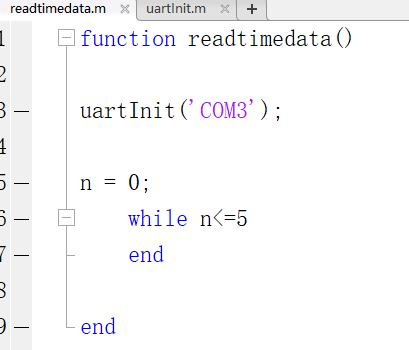 readtimedata.m × uartInit.m × +
1 function readtimedata()
2
3 — uartInit('COM3');
4
5 — n = 0;
6 — while n<=5
7 — end
8
9 — end